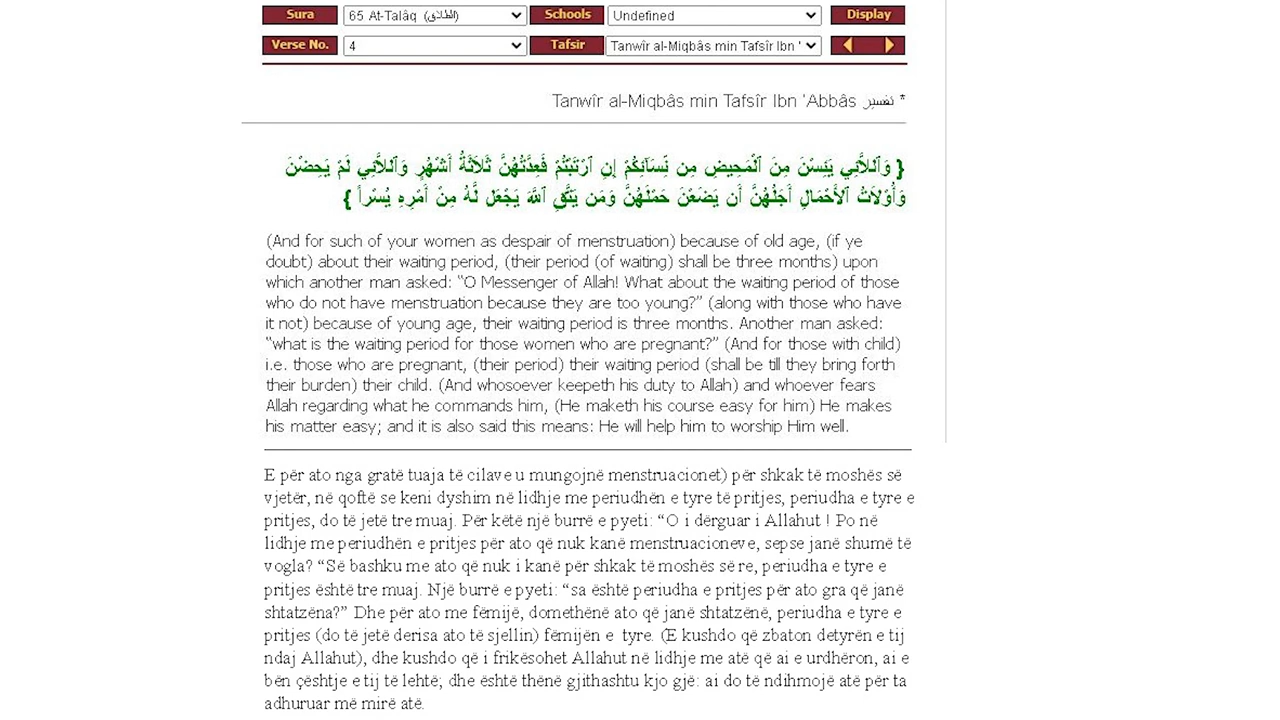 Sura 65 At-Talâq (الطلاق) Schools Undefined Display
Verse No. 4 Tafsir Tanwîr al-Miqbâs min Tafsîr Ibn '
* تفسير Tanwîr al-Miqbâs min Tafsîr Ibn 'Abbâs
{ وَٱللاَّئِي يَئِسْنَ مِنَ ٱلْمَحِيضِ مِن نِّسَآئِكُمْ إِنِ ٱرْتَبْتُمْ فَعِدَّتُهُنَّ ثَلاَثَةُ أَشْهُرٍ وَٱللاَّئِي لَمْ يَحِضْنَ
وَأُوْلاَتُ ٱلأَحْمَالِ أَجَلُهُنَّ أَن يَضَعْنَ حَمْلَهُنَّ وَمَن يَتَّقِ ٱللَّهَ يَجْعَل لَّهُ مِنْ أَمْرِهِ يُسْراً }
(And for such of your women as despair of menstruation) because of old age, (if ye
doubt) about their waiting period, (their period (of waiting) shall be three months) upon
which another man asked: “O Messenger of Allah! What about the waiting period of those
who do not have menstruation because they are too young?” (along with those who have
it not) because of young age, their waiting period is three months. Another man asked:
“what is the waiting period for those women who are pregnant?” (And for those with child)
i.e. those who are pregnant, (their period) their waiting period (shall be till they bring forth
their burden) their child. (And whosoever keepeth his duty to Allah) and whoever fears
Allah regarding what he commands him, (He maketh his course easy for him) He makes
his matter easy; and it is also said this means: He will help him to worship Him well.
E për ato nga gratë tuaja të cilave u mungojnë menstruacionet) për shkak të moshës së
vjetër, në qoftë se keni dyshim në lidhje me periudhën e tyre të pritjes, periudha e tyre e
pritjes, do të jetë tre muaj. Për këtë një burrë e pyeti: “O i dërguar i Allahut ! Po në
lidhje me periudhën e pritjes për ato që nuk kanë menstruacioneve, sepse janë shumë të
vogla? “Së bashku me ato që nuk i kanë për shkak të moshës së re, periudha e tyre e
pritjes është tre muaj. Një burrë e pyeti: “sa është periudha e pritjes për ato gra që janë
shtatzëna?” Dhe për ato me fëmijë, domethënë ato që janë shtatzënë, periudha e tyre e
pritjes (do të jetë derisa ato të sjellin) fëmijën e  tyre. (E kushdo që zbaton detyrën e tij
ndaj Allahut), dhe kushdo që i frikësohet Allahut në lidhje me atë që ai e urdhëron, ai e
bën çështje e tij të lehtë; dhe është thënë gjithashtu kjo gjë: ai do të ndihmojë atë për ta
adhuruar më mirë atë.